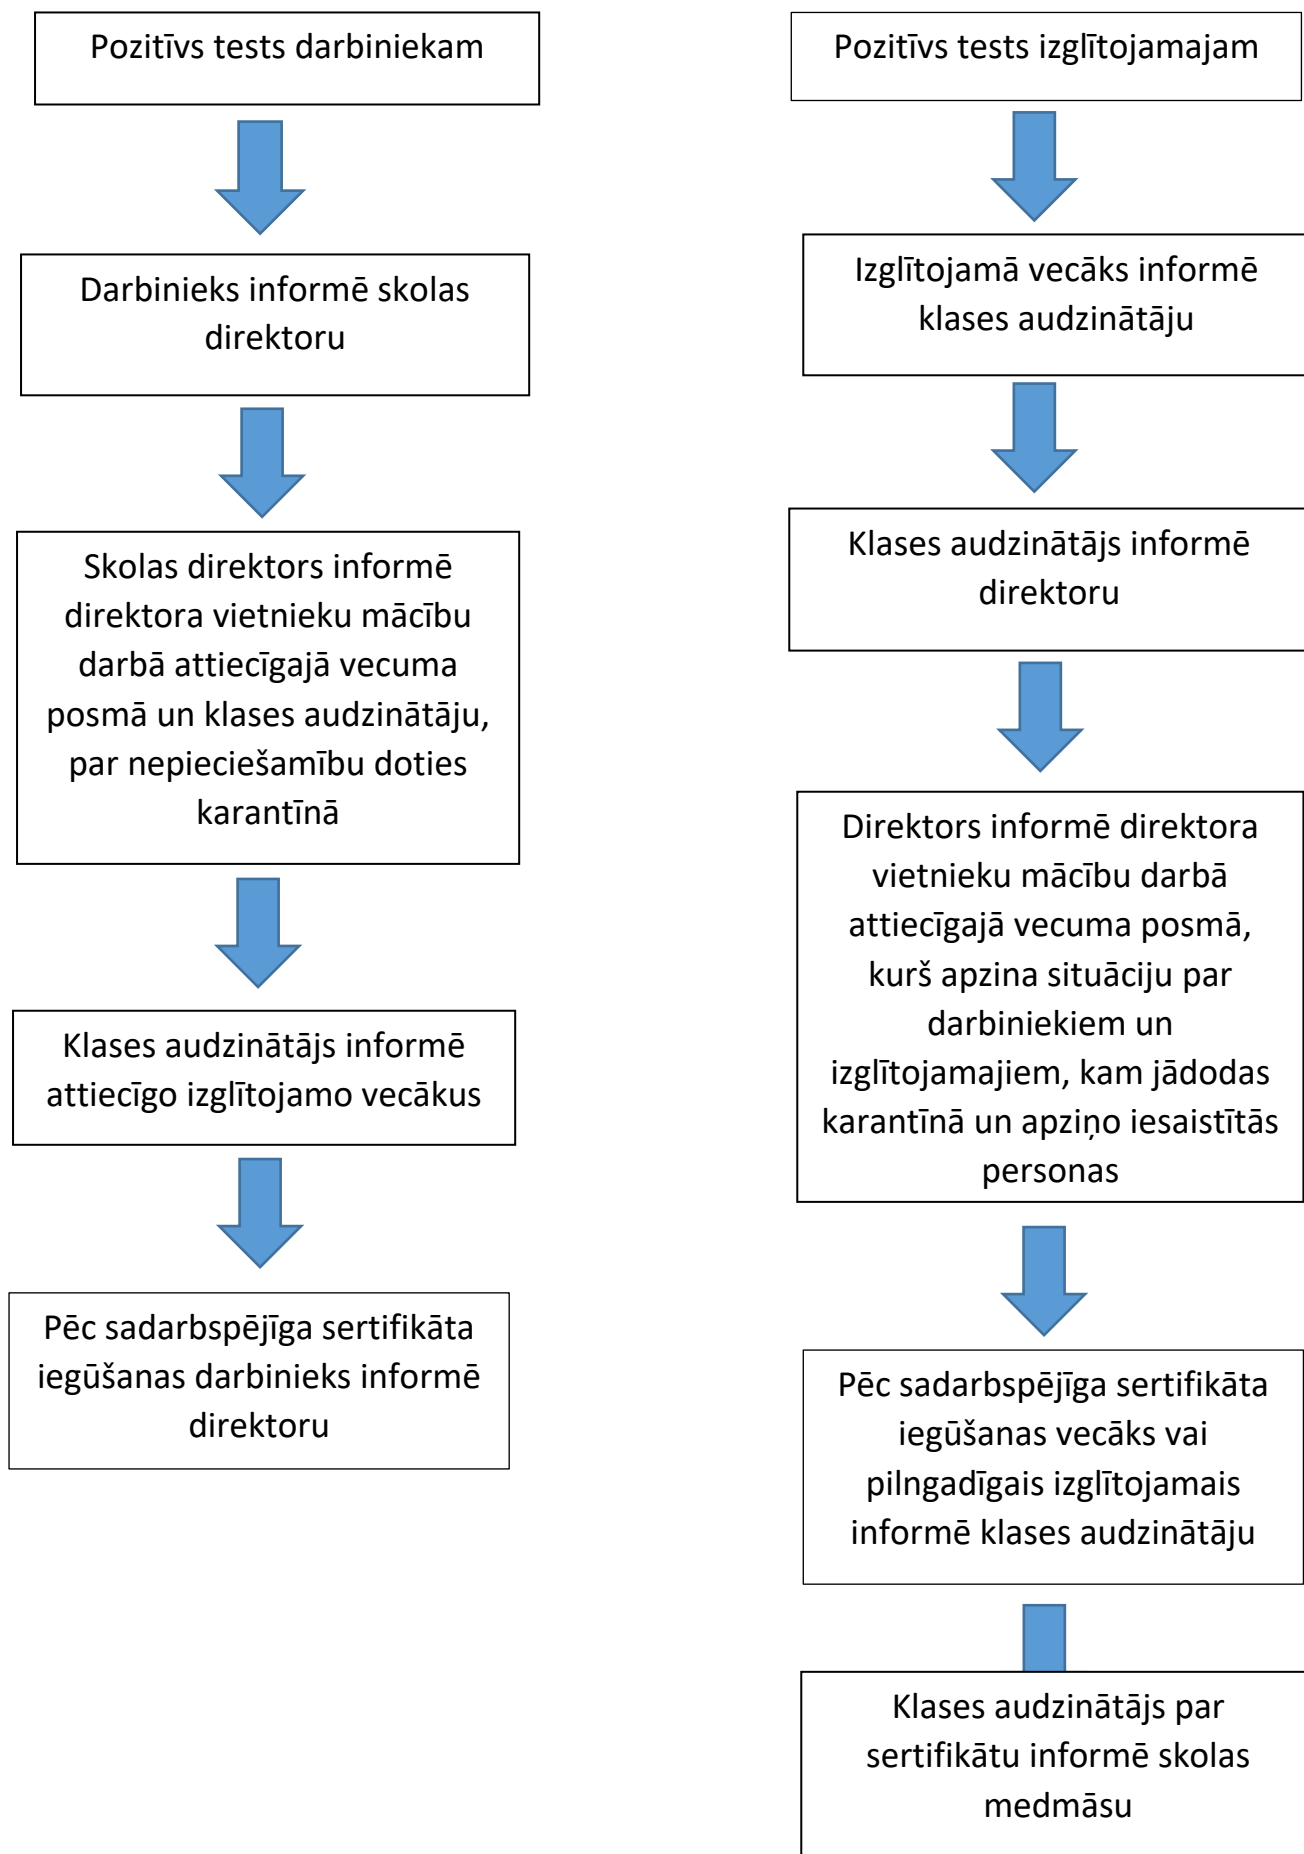 Pozitīvs tests darbiniekam
Darbinieks informē skolas
direktoru
Skolas direktors informē
direktora vietnieku mācību
darbā attiecīgajā vecuma
posmā un klases audzinātāju,
par nepieciešamību doties
karantīnā
Klases audzinātājs informē
attiecīgo izglītojamo vecākus
Pēc sadarbspējīga sertifikāta
iegūšanas darbinieks informē
direktoru
Pozitīvs tests izglītojamajam
Izglītojamā vecāks informē
klases audzinātāju
Klases audzinātājs informē
direktoru
Direktors informē direktora
vietnieku mācību darbā
attiecīgajā vecuma posmā,
kurš apzina situāciju par
darbiniekiem un
izglītojamajiem, kam jādodas
karantīnā un apziņo iesaistītās
personas
Pēc sadarbspējīga sertifikāta
iegūšanas vecāks vai
pilngadīgais izglītojamais
informē klases audzinātāju
Klases audzinātājs par
sertifikātu informē skolas
medmāsu